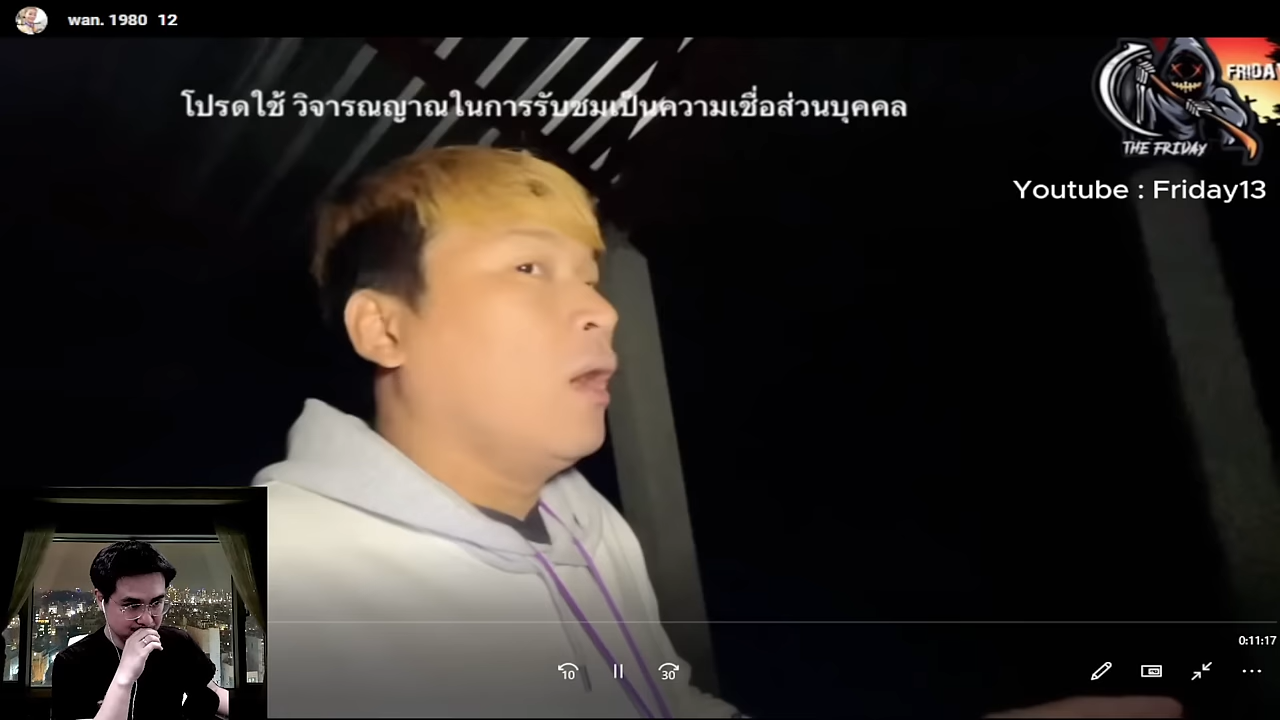 wan. 1980 12
โปรดใช้ วิจารณญาณในการรับชมเป็นความเชื่อส่วนบุคคล
FRIDAY
THE FRIDAY
Youtube : Friday13
0:11:17
10
30